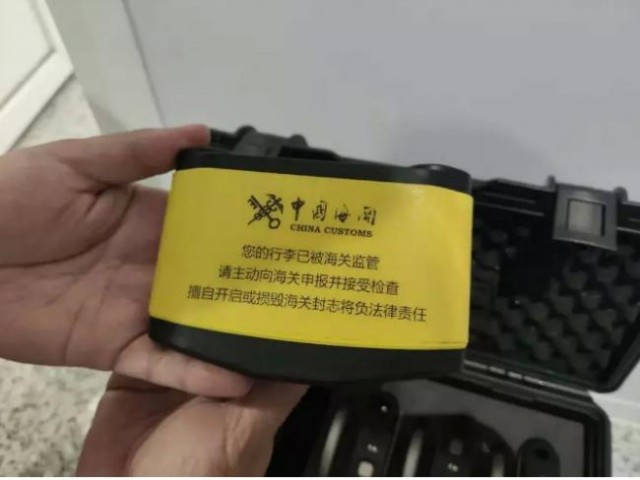 中国海关
CHINA CUSTOMS
您的行李已被海关监管
请主动向海关申报并接受检查
擅自开启或损毁海关封志将负法律责任